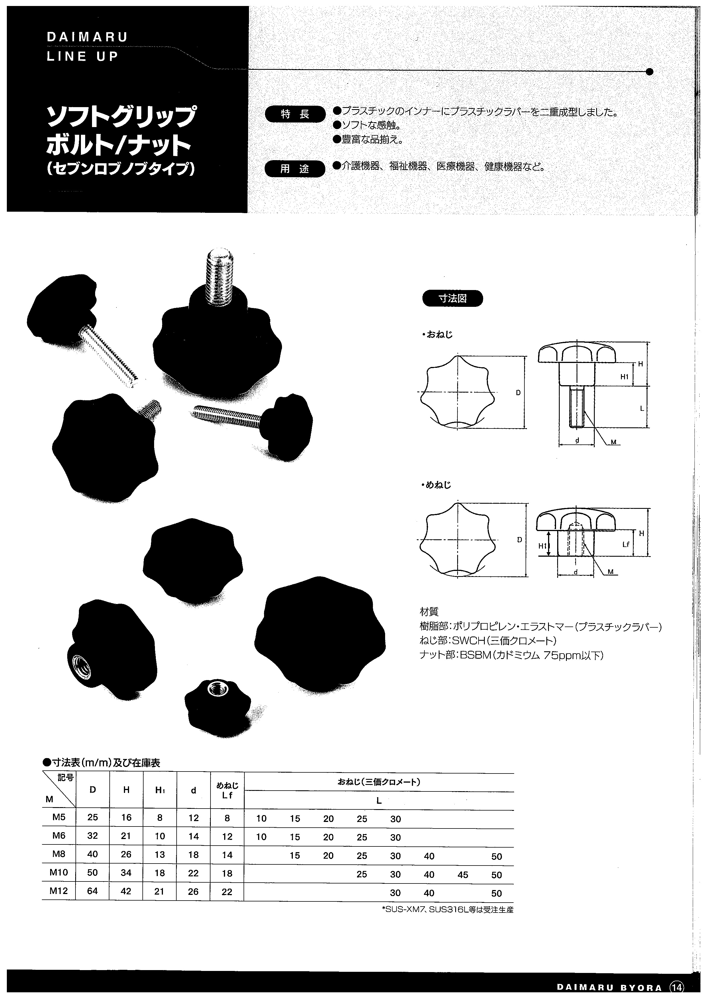 DAIMARU
LINE UP
ソフトグリップ
ボルト/ナット
(セブンロブノブタイプ)
特 長
●プラスチックのインナーにプラスチックラバーを二重成型しました。
●ソフトな感触。
●豊富な品揃え。
用 途
●介護機器、福祉機器、医療機器、健康機器など。
寸法図
・おねじ
D
H
H1
L
d
M
・めねじ
D
H1
Lf
H
d
M
材質
樹脂部:ポリプロピレン・エラストマー(プラスチックラバー)
ねじ部:SWCH(三価クロメート)
ナット部:BSBM(カドミウム 75ppm以下)
●寸法表(m/m)及び在庫表
記号
M
D H H1 d めねじ Lf おねじ(三価クロメート)
L
M5 25 16 8 12 8 10 15 20 25 30
M6 32 21 10 14 12 10 15 20 25 30
M8 40 26 13 18 14 15 20 25 30 40 50
M10 50 34 18 22 18 25 30 40 45 50
M12 64 42 21 26 22 30 40 50
*SUS-XM7、SUS316L等は受注生産
DAIMARU BYORA 14